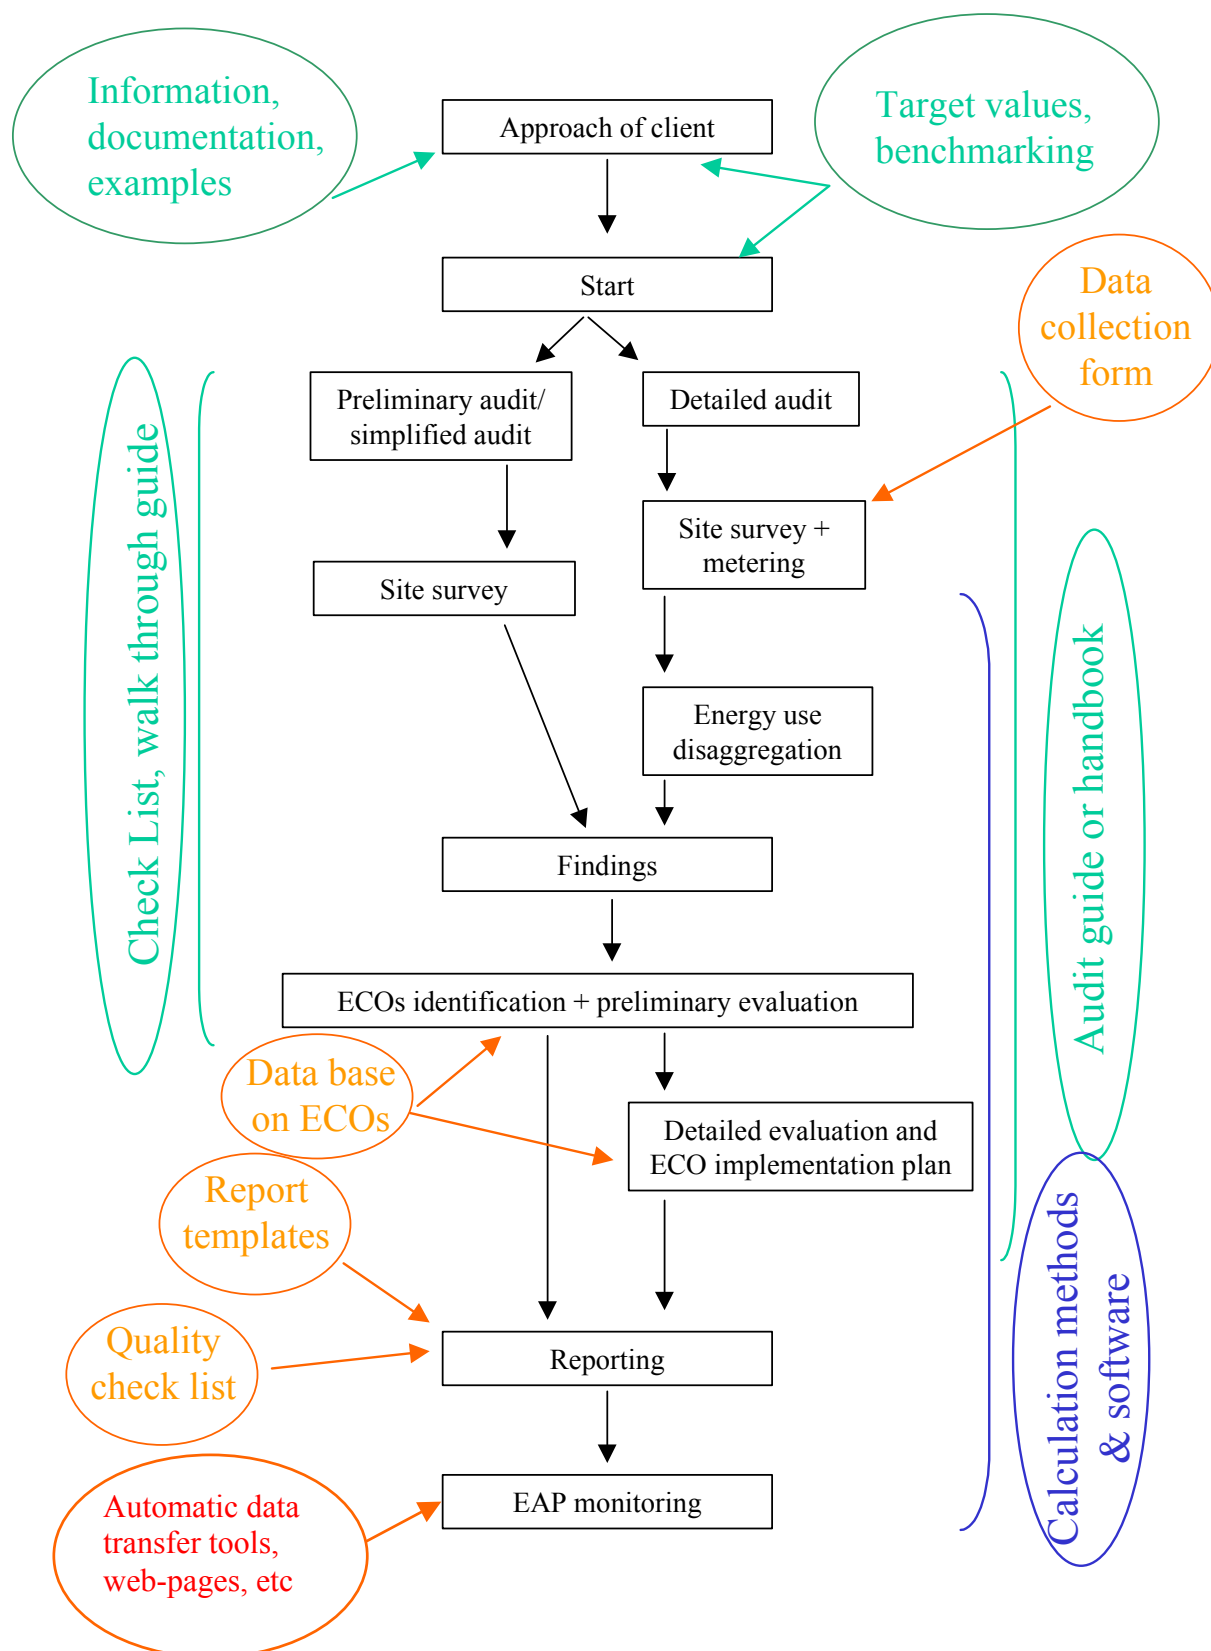 Information,
documentation,
examples
Approach of client
Target values,
benchmarking
Start
Data
collection
form
Preliminary audit/
simplified audit
Detailed audit
Check List, walk through guide
Site survey +
metering
Site survey
Energy use
disaggregation
Audit guide or handbook
Findings
ECOs identification + preliminary evaluation
Data base
on ECOs
Detailed evaluation and
ECO implementation plan
Report
templates
Calculation methods
& software
Quality
check list
Reporting
EAP monitoring
Automatic data
transfer tools,
web-pages, etc